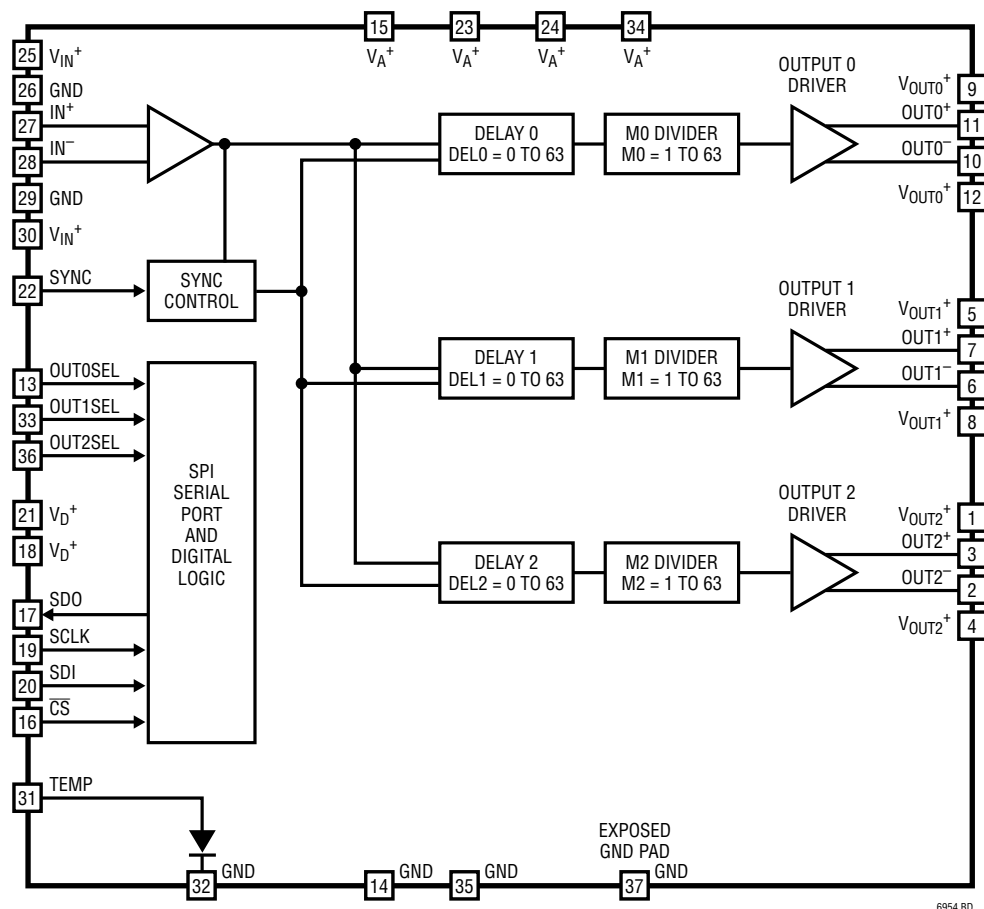 15 23 24 34
V_A⁺ V_A⁺ V_A⁺ V_A⁺
25 V_IN⁺
26 GND
27 IN⁺
28 IN⁻
29 GND
30 V_IN⁺
22 SYNC
SYNC
CONTROL
13 OUT0SEL
33 OUT1SEL
36 OUT2SEL
21 V_D⁺
18 V_D⁺
17 SDO
19 SCLK
20 SDI
16 C̅S̅
SPI
SERIAL
PORT
AND
DIGITAL
LOGIC
31 TEMP
DELAY 0
DEL0 = 0 TO 63
M0 DIVIDER
M0 = 1 TO 63
OUTPUT 0
DRIVER
V_OUT0⁺ 9
OUT0⁺ 11
OUT0⁻ 10
V_OUT0⁺ 12
DELAY 1
DEL1 = 0 TO 63
M1 DIVIDER
M1 = 1 TO 63
OUTPUT 1
DRIVER
V_OUT1⁺ 5
OUT1⁺ 7
OUT1⁻ 6
V_OUT1⁺ 8
DELAY 2
DEL2 = 0 TO 63
M2 DIVIDER
M2 = 1 TO 63
OUTPUT 2
DRIVER
V_OUT2⁺ 1
OUT2⁺ 3
OUT2⁻ 2
V_OUT2⁺ 4
EXPOSED
GND PAD
32 GND 14 GND 35 GND 37 GND
6954 BD